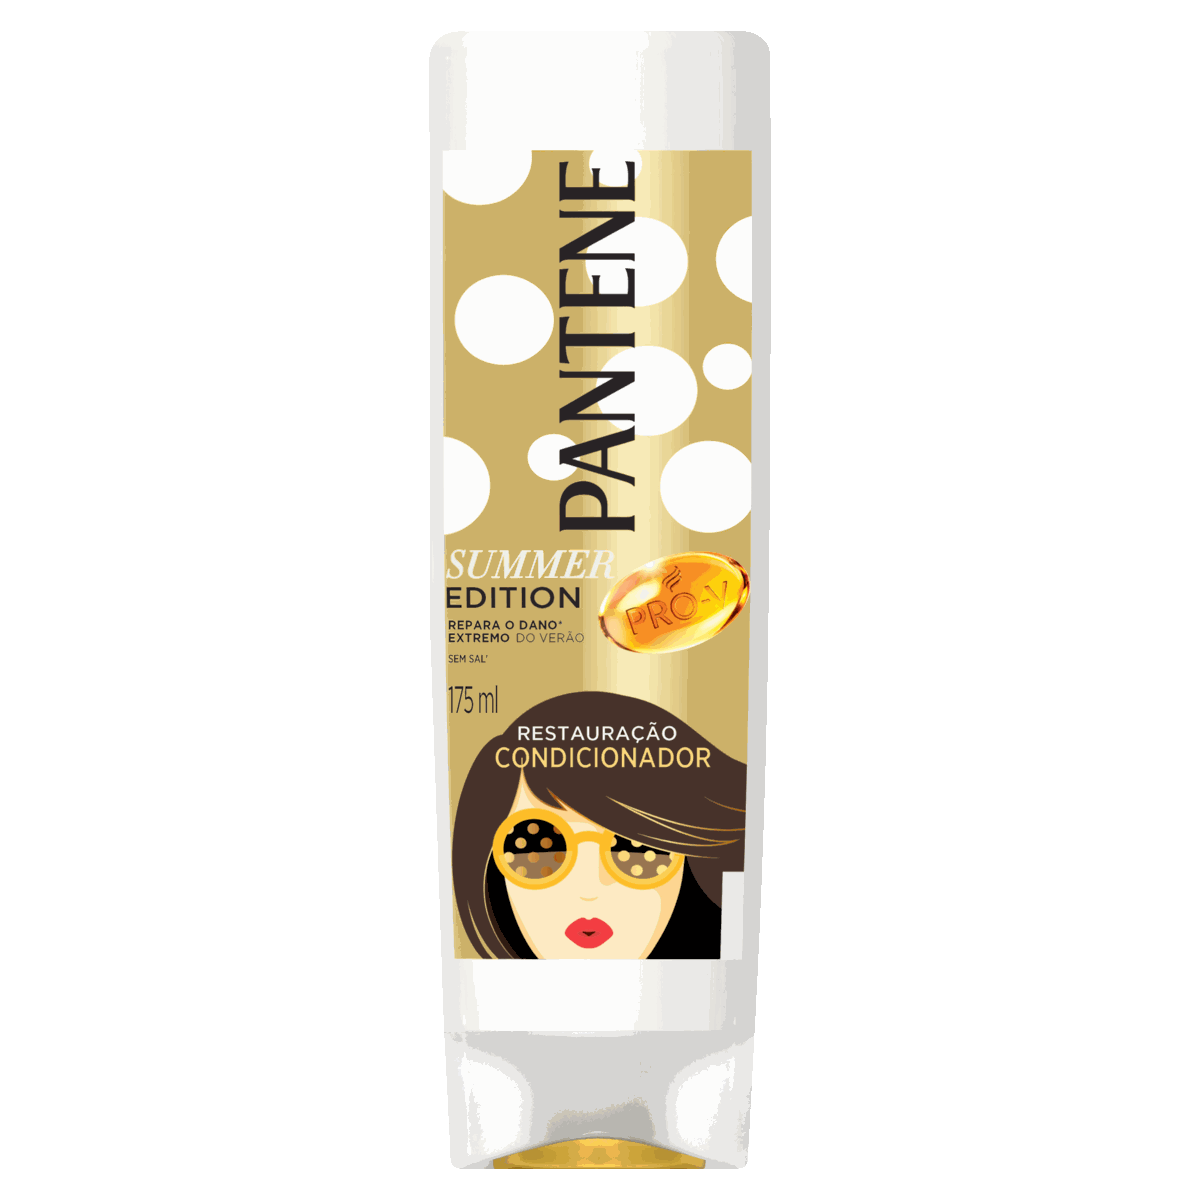 PANTENE
SUMMER
EDITION
REPARA O DANO*
EXTREMO DO VERÃO
SEM SAL'
175 ml
PRO-V
RESTAURAÇÃO
CONDICIONADOR